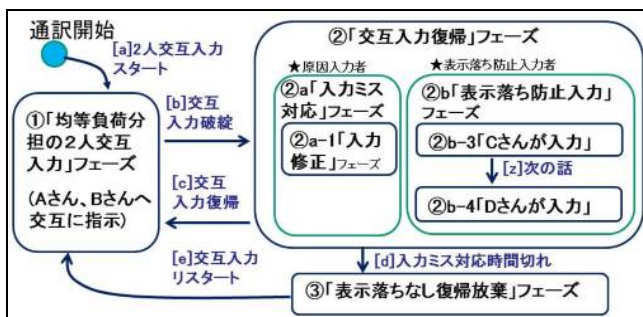 通訳開始
[a]2人交互入力
スタート
①「均等負荷分
担の2人交互
入力」フェーズ
(Aさん、Bさんへ
交互に指示)
[b]交互
入力破綻
[c]交互
入力復帰
[e]交互入力
リスタート
②「交互入力復帰」フェーズ
★原因入力者
②a「入力ミス
対応」フェーズ
②a-1「入力
修正」フェーズ
★表示落ち防止入力者
②b「表示落ち防止入力」
フェーズ
②b-3「Cさんが入力」
[z]次の話
②b-4「Dさんが入力」
[d]入力ミス対応時間切れ
③「表示落ちなし復帰放棄」フェーズ